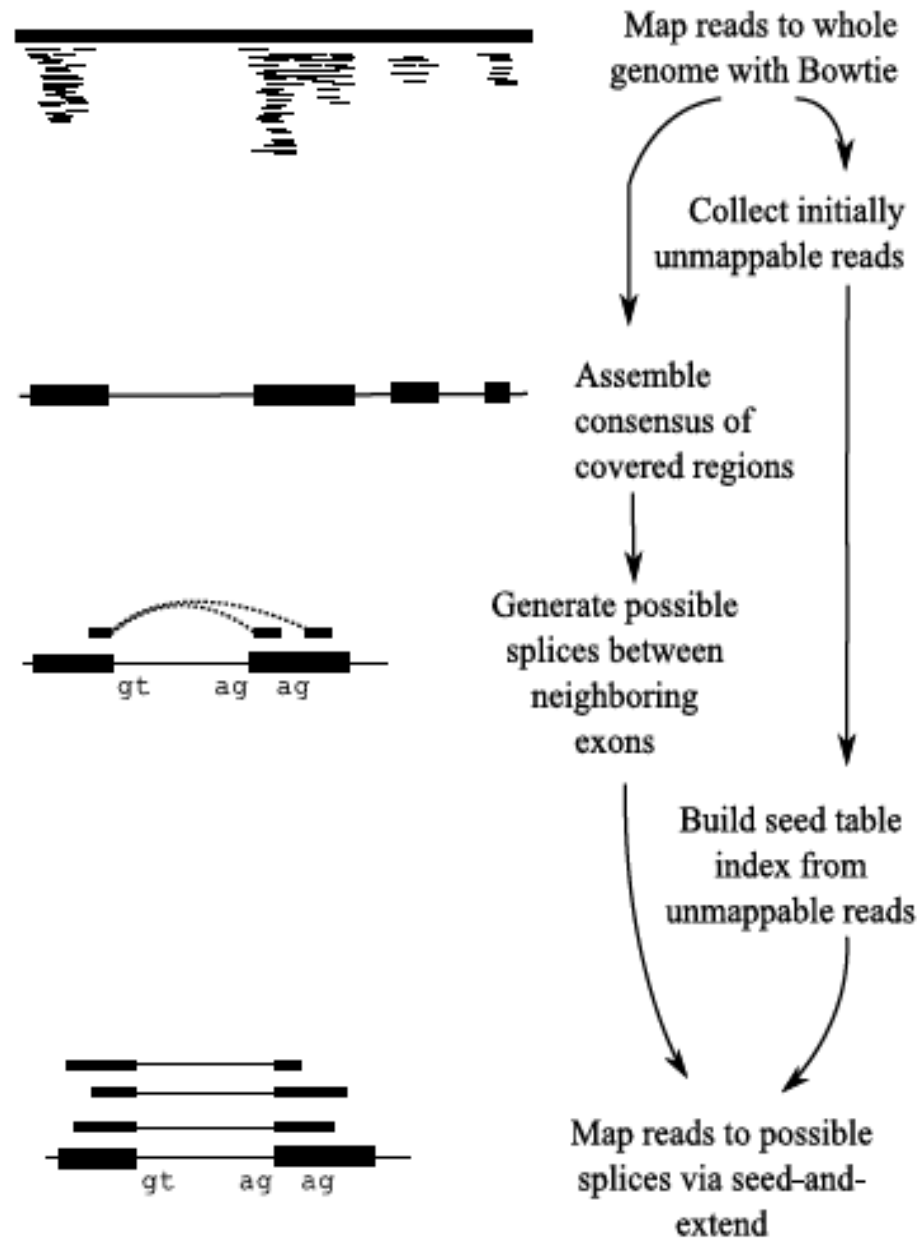 Map reads to whole
genome with Bowtie
Collect initially
unmappable reads
Assemble
consensus of
covered regions
Generate possible
splices between
neighboring
exons
gt ag ag
Build seed table
index from
unmappable reads
Map reads to possible
splices via seed-and-
extend
gt ag ag